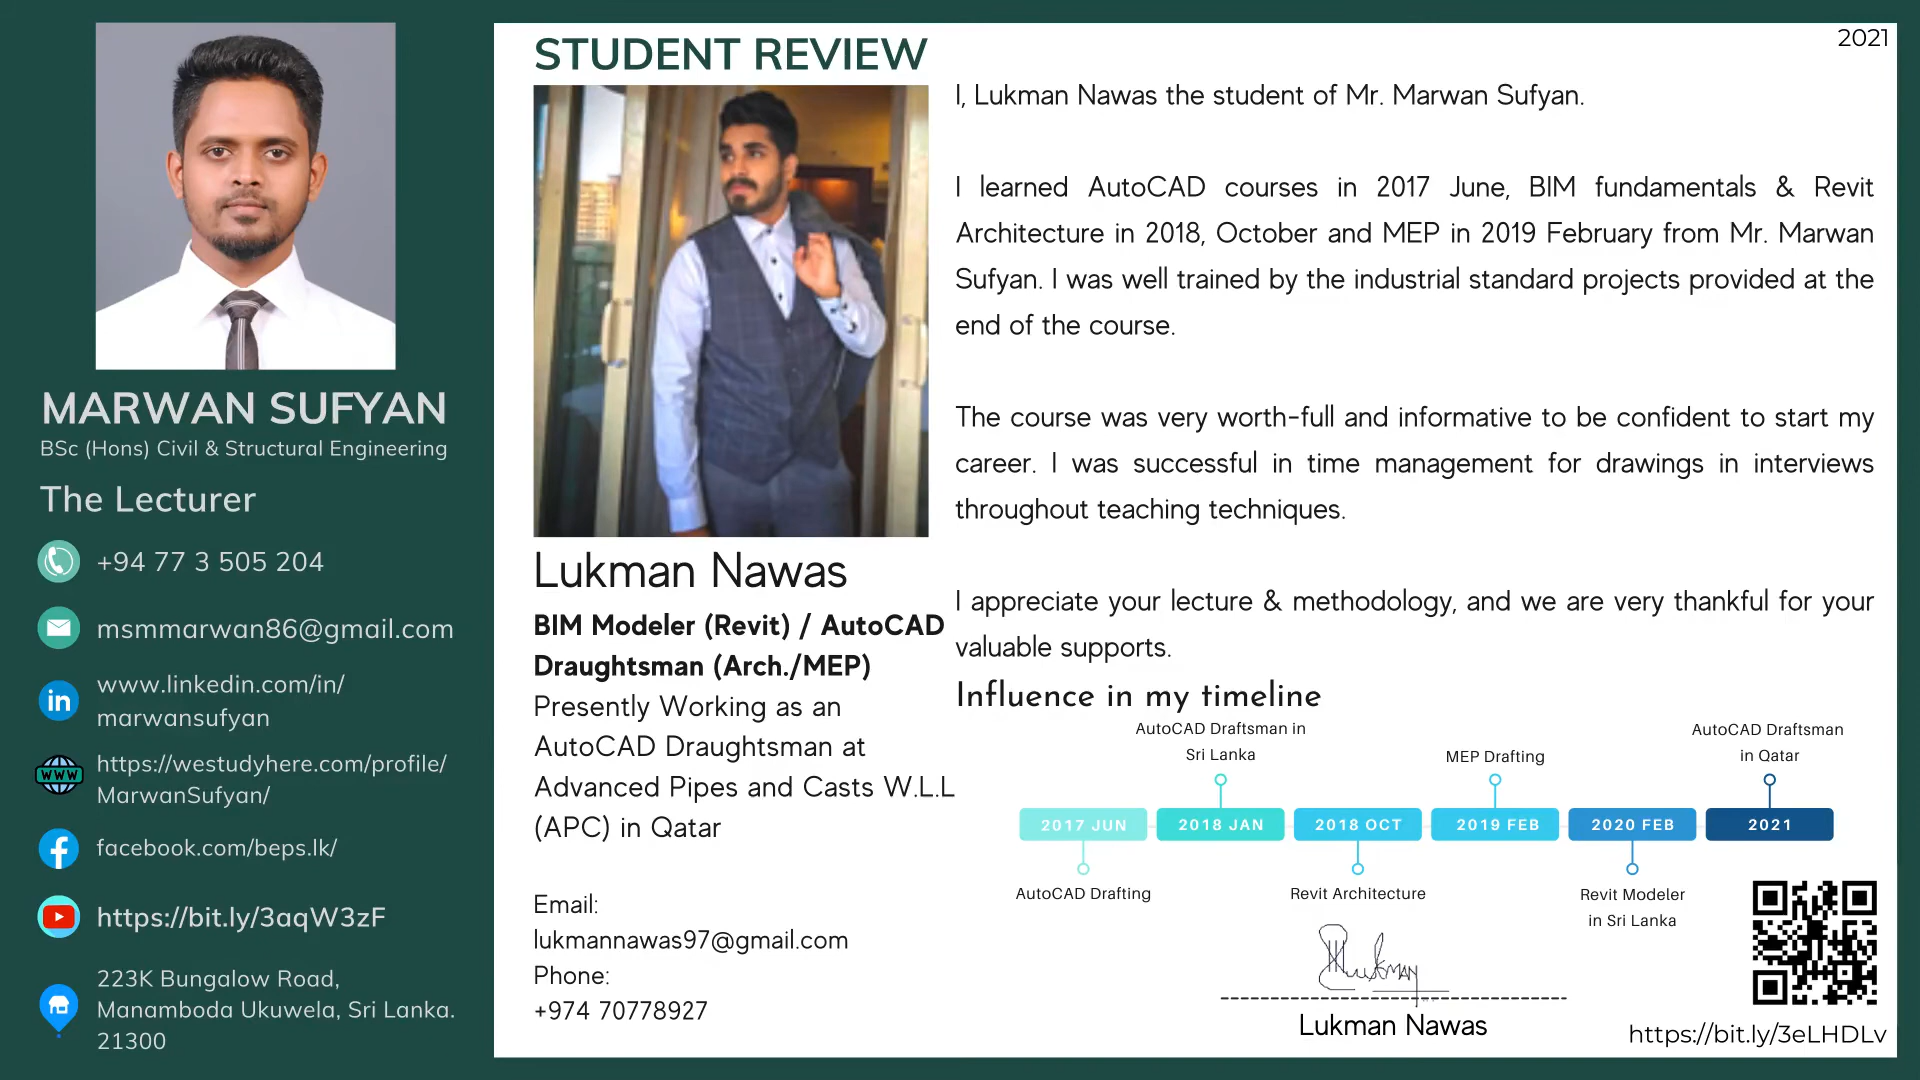 MARWAN SUFYAN
BSc (Hons) Civil & Structural Engineering
The Lecturer
+94 77 3 505 204
msmmarwan86@gmail.com
in
www.linkedin.com/in/
marwansufyan
WWW
https://westudyhere.com/profile/
MarwanSufyan/
facebook.com/beps.lk/
https://bit.ly/3aqW3zF
223K Bungalow Road,
Manamboda Ukuwela, Sri Lanka.
21300
STUDENT REVIEW
Lukman Nawas
BIM Modeler (Revit) / AutoCAD
Draughtsman (Arch./MEP)
Presently Working as an
AutoCAD Draughtsman at
Advanced Pipes and Casts W.L.L
(APC) in Qatar
Email:
lukmannawas97@gmail.com
Phone:
+974 70778927
2021
I, Lukman Nawas the student of Mr. Marwan Sufyan.
I learned AutoCAD courses in 2017 June, BIM fundamentals & Revit
Architecture in 2018, October and MEP in 2019 February from Mr. Marwan
Sufyan. I was well trained by the industrial standard projects provided at the
end of the course.
The course was very worth-full and informative to be confident to start my
career. I was successful in time management for drawings in interviews
throughout teaching techniques.
I appreciate your lecture & methodology, and we are very thankful for your
valuable supports.
Influence in my timeline
AutoCAD Draftsman in
Sri Lanka
MEP Drafting
AutoCAD Draftsman
in Qatar
2017 JUN
2018 JAN
2018 OCT
2019 FEB
2020 FEB
2021
AutoCAD Drafting
Revit Architecture
Revit Modeler
in Sri Lanka
Lukman Nawas
https://bit.ly/3eLHDLv